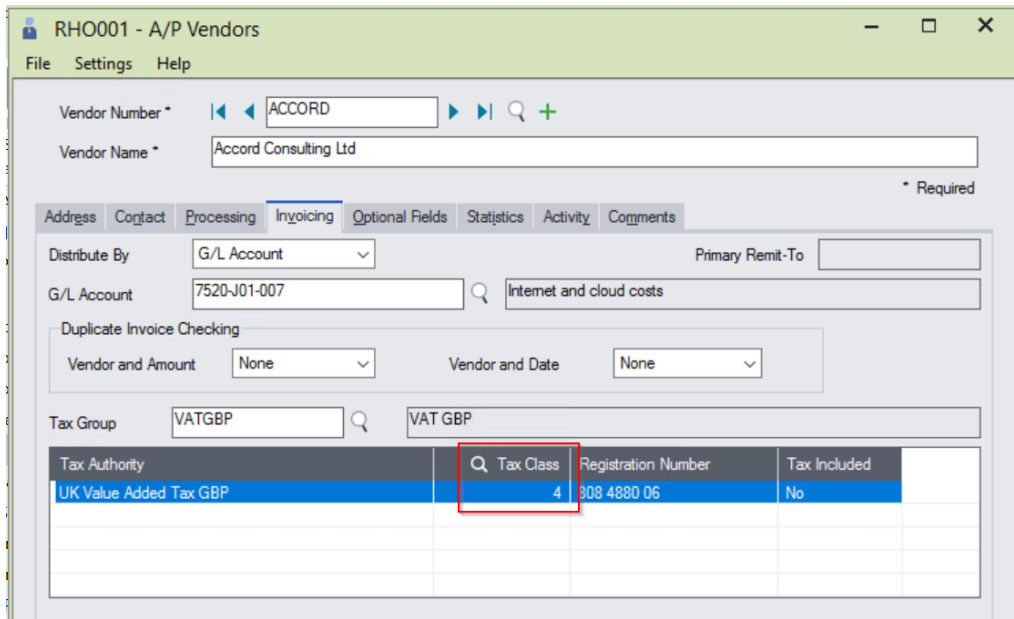 RHO001 - A/P Vendors
File Settings Help
Vendor Number * ACCORD
Vendor Name * Accord Consulting Ltd
* Required
Address Contact Processing Invoicing Optional Fields Statistics Activity Comments
Distribute By G/L Account Primary Remit-To
G/L Account 7520-J01-007 Internet and cloud costs
Duplicate Invoice Checking
Vendor and Amount None Vendor and Date None
Tax Group VATGBP VAT GBP
Tax Authority Tax Class Registration Number Tax Included
UK Value Added Tax GBP 4 808 4880 06 No